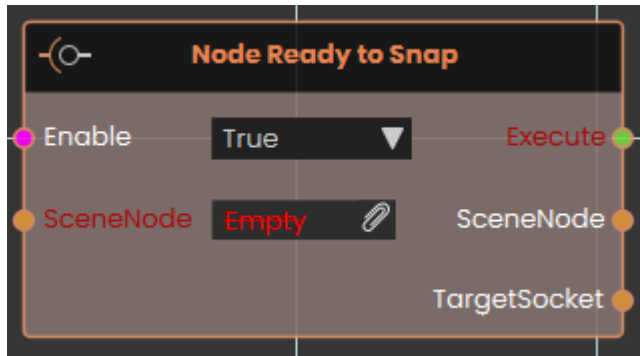 Node Ready to Snap
Enable True Execute
SceneNode Empty SceneNode
TargetSocket